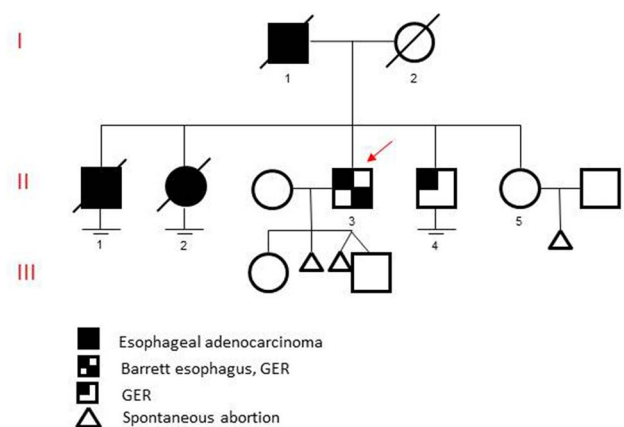 I
1
2
II
1
2
3
4
5
III
Esophageal adenocarcinoma
Barrett esophagus, GER
GER
Spontaneous abortion